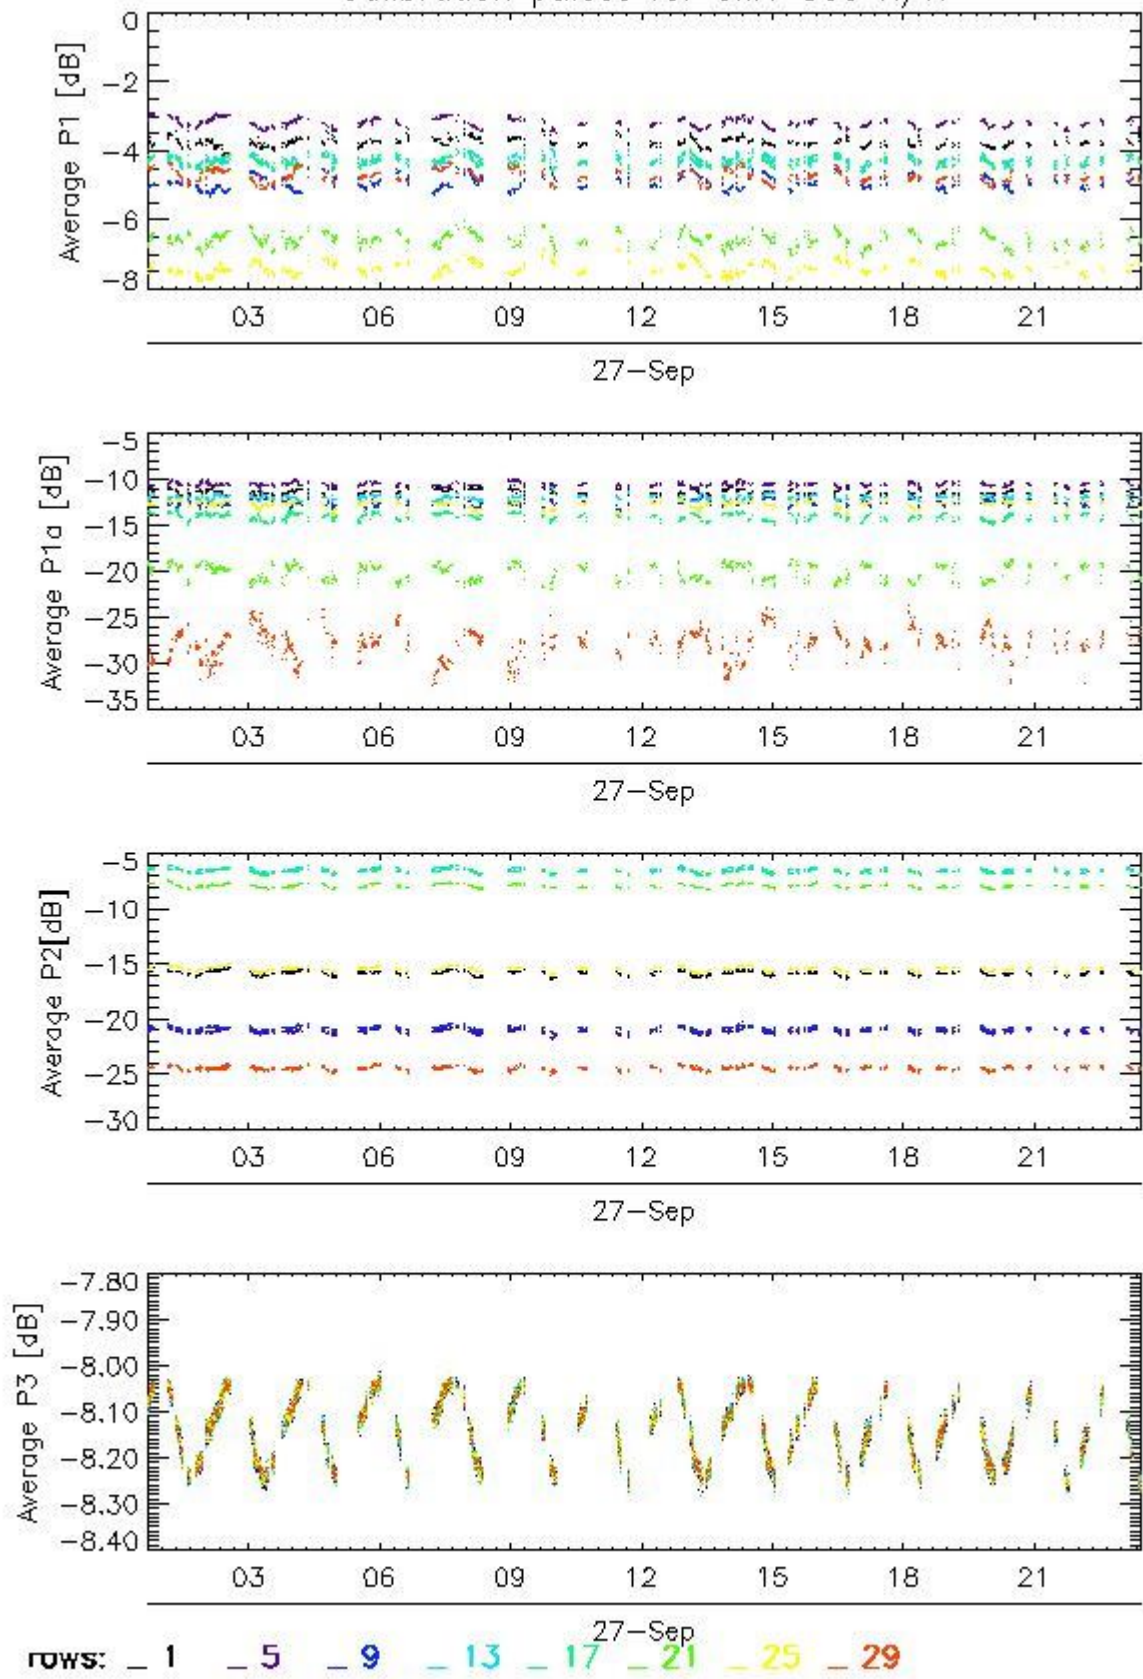 Average P1 [dB]
0
-2
-4
-6
-8
03 06 09 12 15 18 21
27-Sep
Average P1a [dB]
-5
-10
-15
-20
-25
-30
-35
03 06 09 12 15 18 21
27-Sep
Average P2[dB]
-5
-10
-15
-20
-25
-30
03 06 09 12 15 18 21
27-Sep
Average P3 [dB]
-7.80
-7.90
-8.00
-8.10
-8.20
-8.30
-8.40
03 06 09 12 15 18 21
27-Sep
rows: _ 1 _ 5 _ 9 _ 13 _ 17 _ 21 _ 25 _ 29